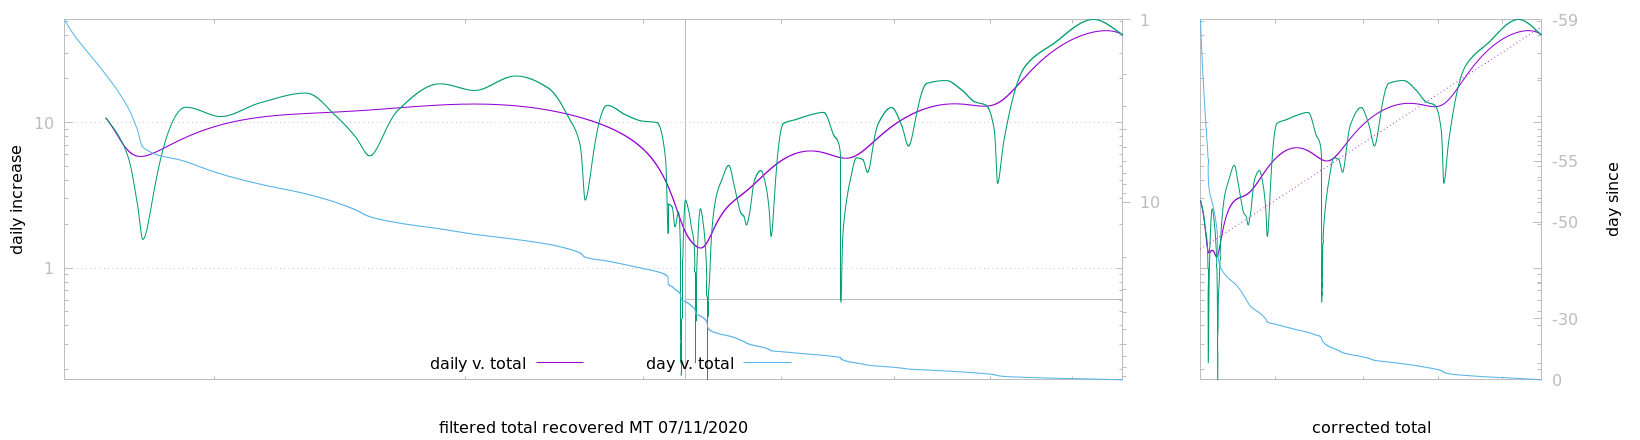 daily increase
10
1
1
10
daily v. total
day v. total
filtered total recovered MT 07/11/2020
-59
-55
-50
-30
0
day since
corrected total